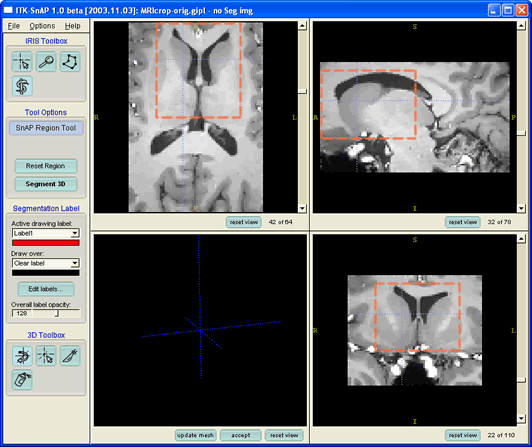 ITK-SnAP 1.0 beta [2003.11.03]: MRIcrop-orig.gipl - no Seg img
File Options Help
IRIS Toolbox
Tool Options
SnAP Region Tool
Reset Region
Segment 3D
Segmentation Label
Active drawing label:
Label1
Draw over:
Clear label
Edit labels...
Overall label opacity:
128
3D Toolbox
A
R
L
reset view
42 of 64
S
A
P
I
reset view
32 of 78
update mesh
accept
reset view
S
R
L
I
reset view
22 of 110